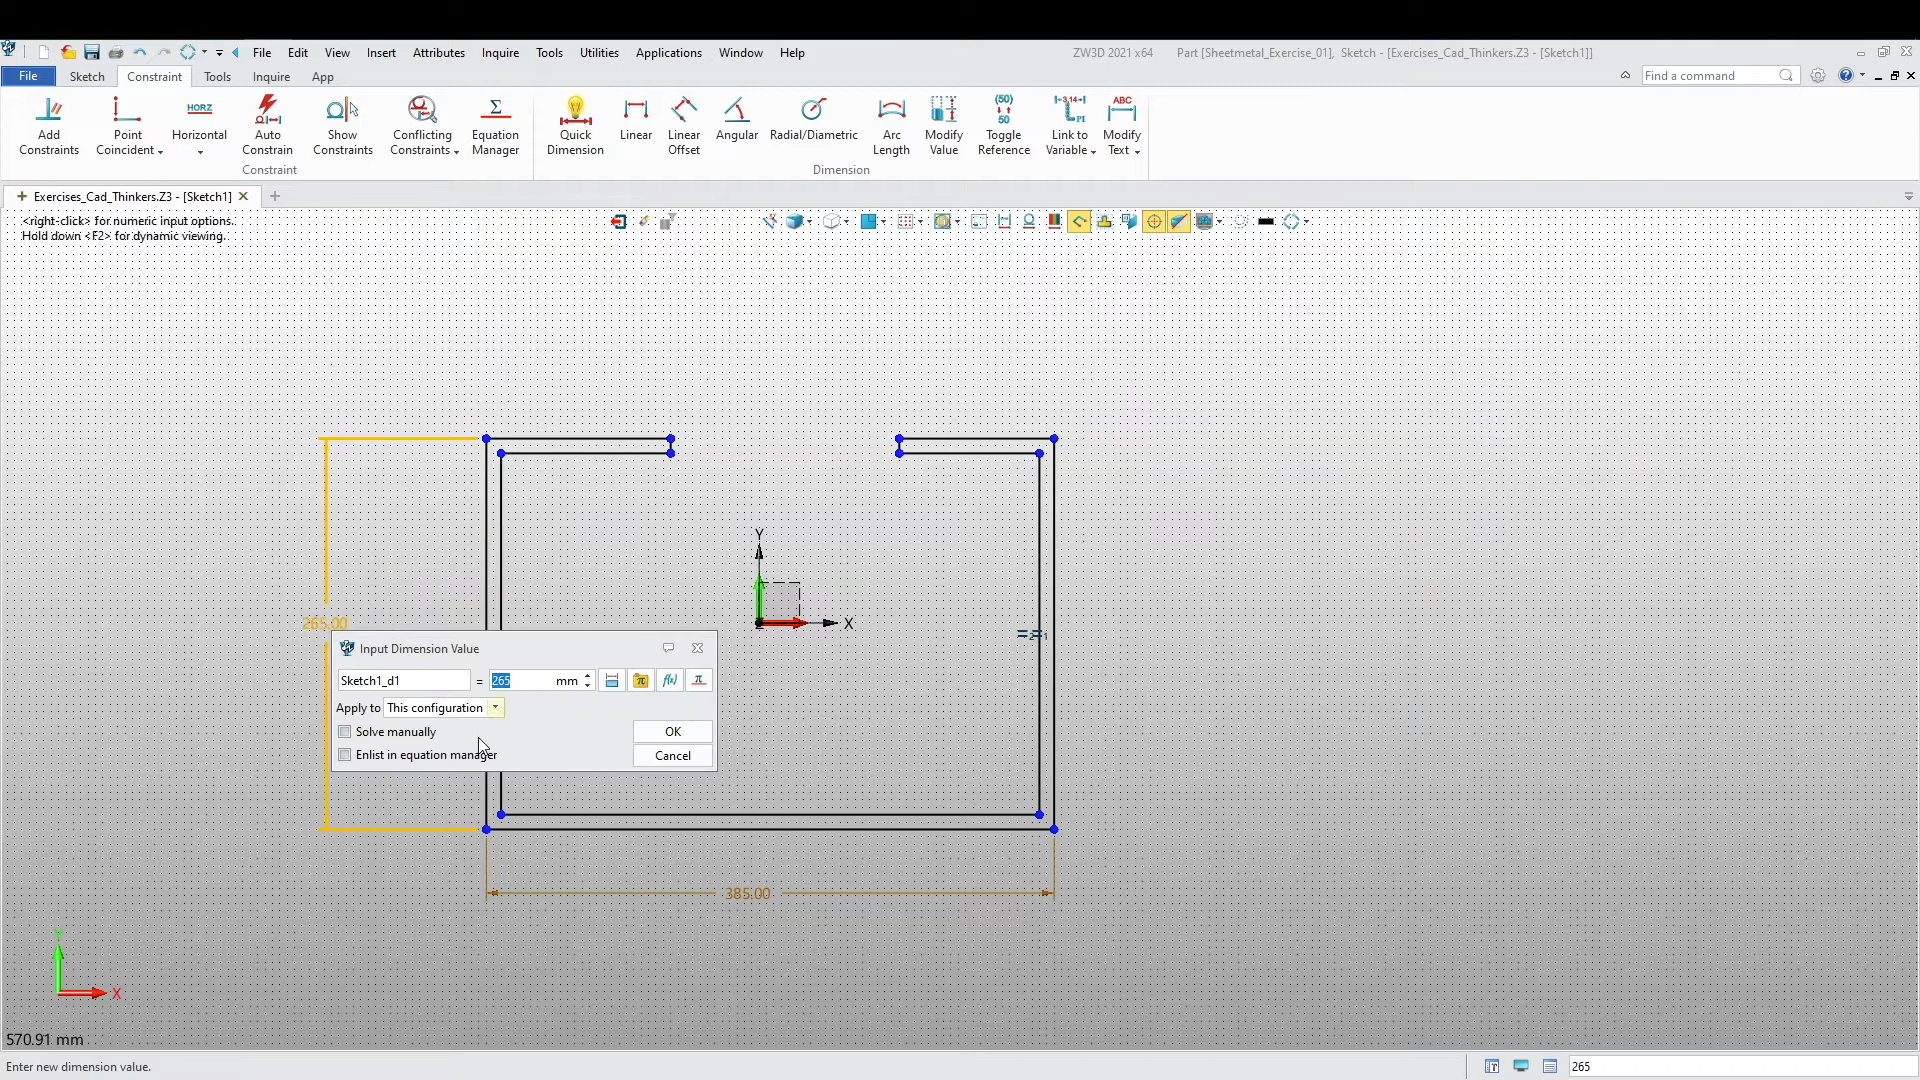 File Edit View Insert Attributes Inquire Tools Utilities Applications Window Help ZW3D 2021 x64 Part [Sheetmetal_Exercise_01], Sketch - [Exercises_Cad_Thinkers.Z3 - [Sketch1]]
File Sketch Constraint Tools Inquire App Find a command
Add Constraints
Point Coincident
HORZ
Horizontal
Auto Constrain
Show Constraints
Conflicting Constraints
Equation Manager
Quick Dimension
Linear
Linear Offset
Angular
Radial/Diametric
Arc Length
Modify Value
(50)
50
Toggle Reference
3.14
PI
Link to Variable
ABC
Modify Text
Constraint
Dimension
Exercises_Cad_Thinkers.Z3 - [Sketch1]
<right-click> for numeric input options.
Hold down <F2> for dynamic viewing.
Y
X
265.00
Input Dimension Value
Sketch1_d1 = 265 mm
Apply to This configuration
Solve manually OK
Enlist in equation manager Cancel
385.00
Y
X
570.91 mm
Enter new dimension value. 265